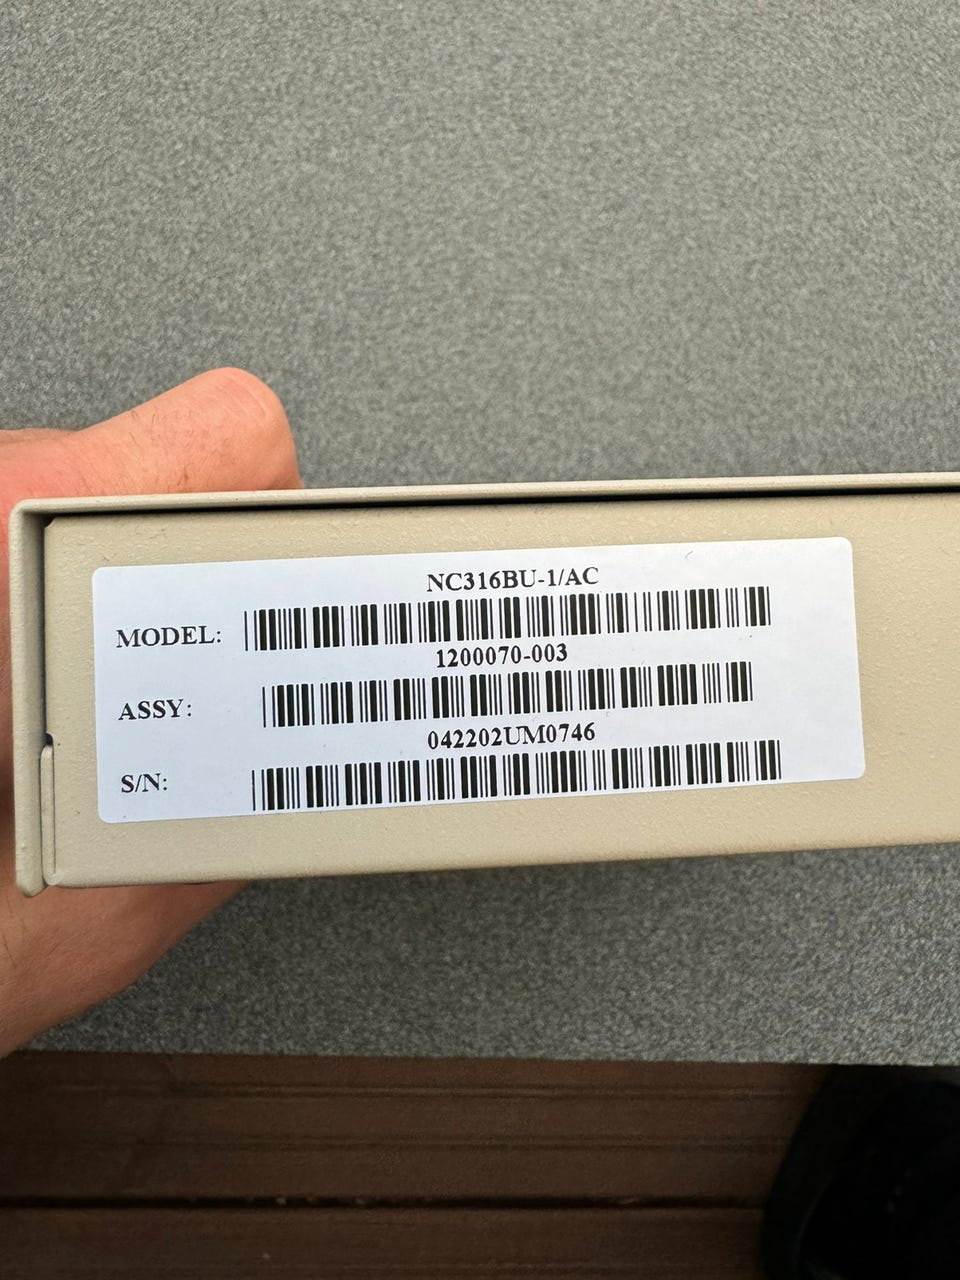 NC316BU-1/AC
MODEL:
1200070-003
ASSY:
042202UM0746
S/N: